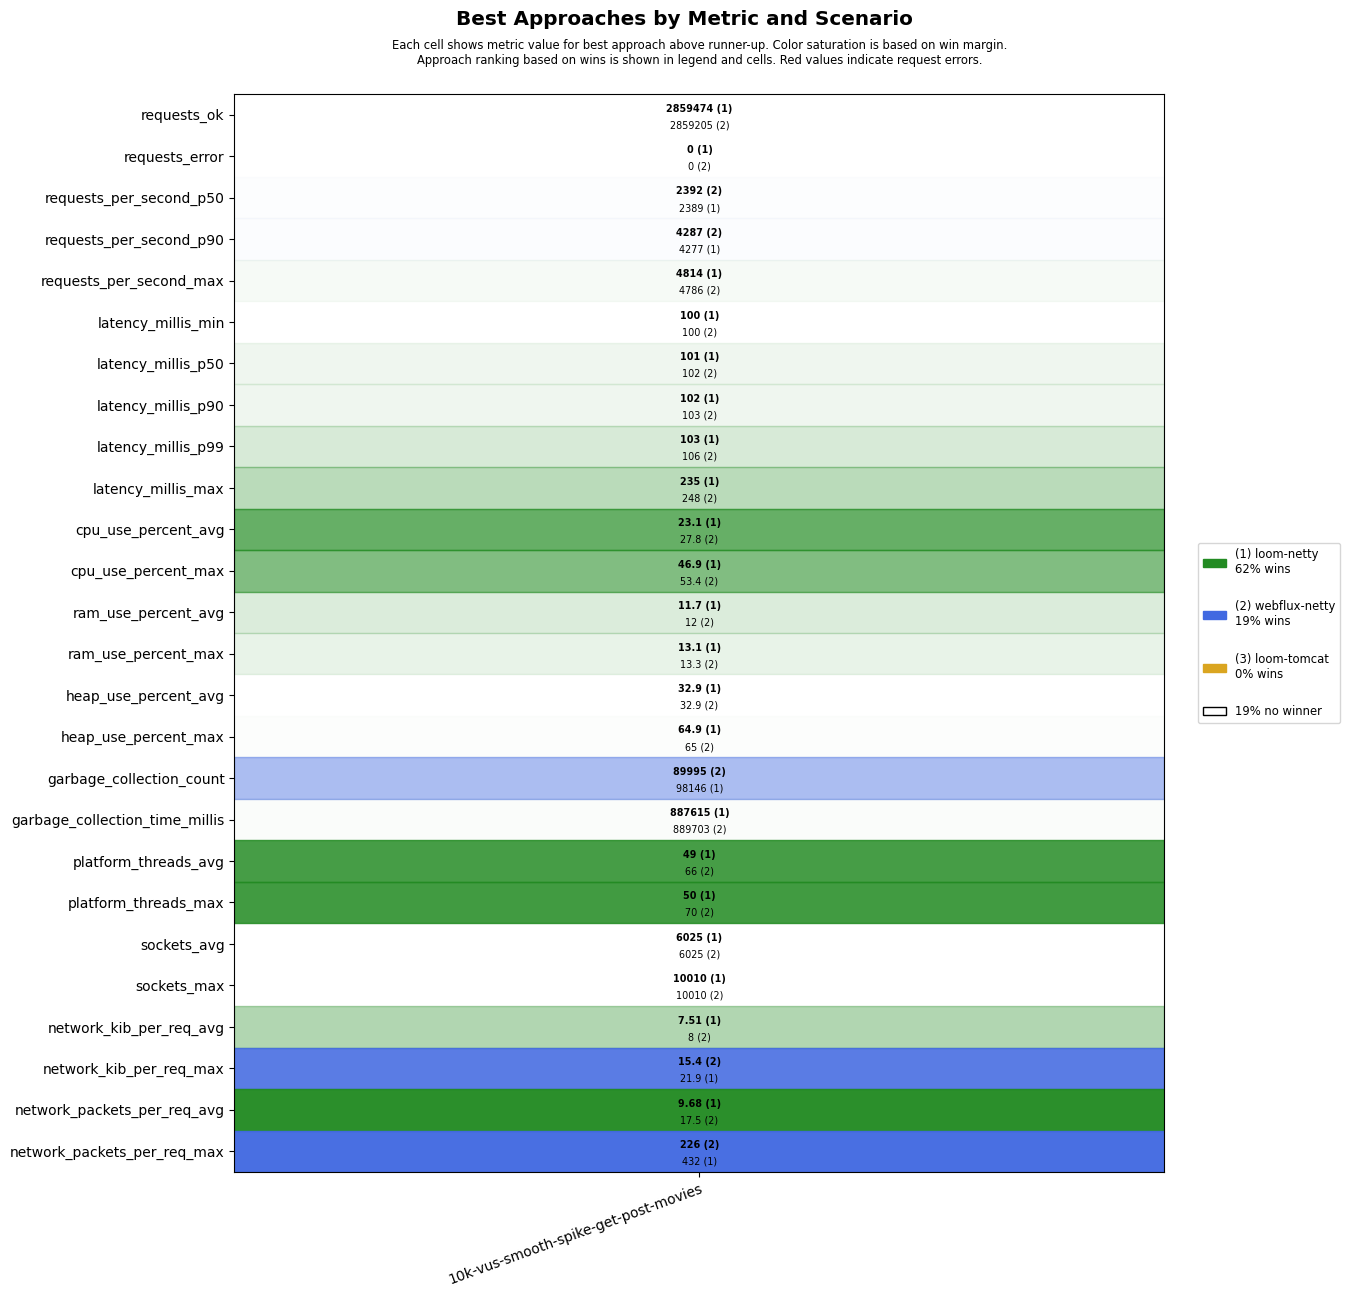 Best Approaches by Metric and Scenario
Each cell shows metric value for best approach above runner-up. Color saturation is based on win margin.
Approach ranking based on wins is shown in legend and cells. Red values indicate request errors.
requests_ok
2859474 (1)
2859205 (2)
requests_error
0 (1)
0 (2)
requests_per_second_p50
2392 (2)
2389 (1)
requests_per_second_p90
4287 (2)
4277 (1)
requests_per_second_max
4814 (1)
4786 (2)
latency_millis_min
100 (1)
100 (2)
latency_millis_p50
101 (1)
102 (2)
latency_millis_p90
102 (1)
103 (2)
latency_millis_p99
103 (1)
106 (2)
latency_millis_max
235 (1)
248 (2)
cpu_use_percent_avg
23.1 (1)
27.8 (2)
cpu_use_percent_max
46.9 (1)
53.4 (2)
ram_use_percent_avg
11.7 (1)
12 (2)
ram_use_percent_max
13.1 (1)
13.3 (2)
heap_use_percent_avg
32.9 (1)
32.9 (2)
heap_use_percent_max
64.9 (1)
65 (2)
garbage_collection_count
89995 (2)
98146 (1)
garbage_collection_time_millis
887615 (1)
889703 (2)
platform_threads_avg
49 (1)
66 (2)
platform_threads_max
50 (1)
70 (2)
sockets_avg
6025 (1)
6025 (2)
sockets_max
10010 (1)
10010 (2)
network_kib_per_req_avg
7.51 (1)
8 (2)
network_kib_per_req_max
15.4 (2)
21.9 (1)
network_packets_per_req_avg
9.68 (1)
17.5 (2)
network_packets_per_req_max
226 (2)
432 (1)
10k-vus-smooth-spike-get-post-movies
(1) loom-netty
62% wins
(2) webflux-netty
19% wins
(3) loom-tomcat
0% wins
19% no winner